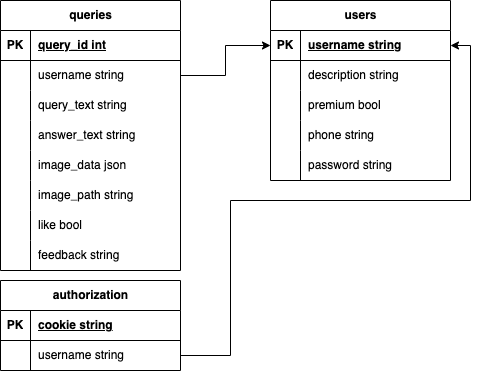 queries
PK query_id int
username string
query_text string
answer_text string
image_data json
image_path string
like bool
feedback string
users
PK username string
description string
premium bool
phone string
password string
authorization
PK cookie string
username string